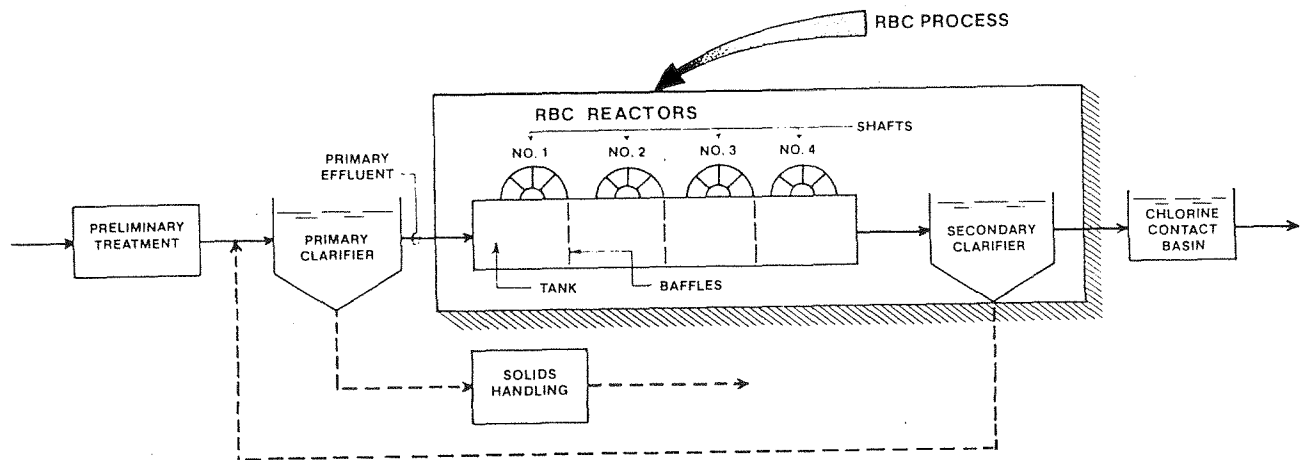 RBC PROCESS
RBC REACTORS
SHAFTS
NO. 1
NO. 2
NO. 3
NO. 4
PRIMARY
EFFLUENT
PRELIMINARY
TREATMENT
PRIMARY
CLARIFIER
SECONDARY
CLARIFIER
CHLORINE
CONTACT
BASIN
TANK
BAFFLES
SOLIDS
HANDLING